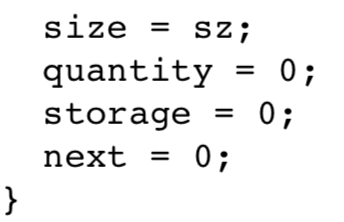 size = sz;
quantity = 0;
storage = 0;
next = 0;
}